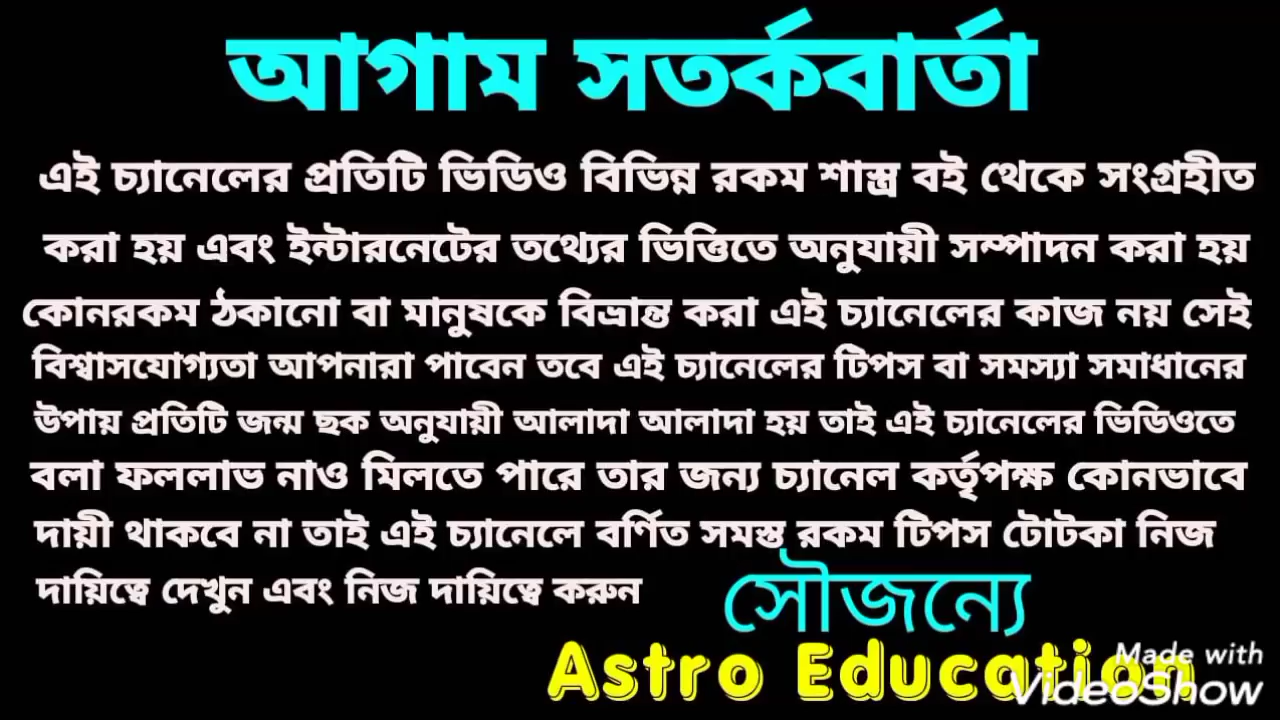 আগাম সতর্কবার্তা
এই চ্যানেলের প্রতিটি ভিডিও বিভিন্ন রকম শাস্ত্র বই থেকে সংগ্রহীত
করা হয় এবং ইন্টারনেটের তথ্যের ভিত্তিতে অনুযায়ী সম্পাদন করা হয়
কোনরকম ঠকানো বা মানুষকে বিভ্রান্ত করা এই চ্যানেলের কাজ নয় সেই
বিশ্বাসযোগ্যতা আপনারা পাবেন তবে এই চ্যানেলের টিপস বা সমস্যা সমাধানের
উপায় প্রতিটি জন্ম ছক অনুযায়ী আলাদা আলাদা হয় তাই এই চ্যানেলের ভিডিওতে
বলা ফললাভ নাও মিলতে পারে তার জন্য চ্যানেল কর্তৃপক্ষ কোনভাবে
দায়ী থাকবে না তাই এই চ্যানেলে বর্ণিত সমস্ত রকম টিপস টোটকা নিজ
দায়িত্বে দেখুন এবং নিজ দায়িত্বে করুন
সৌজন্যে
Astro Education
Made with
VideoShow